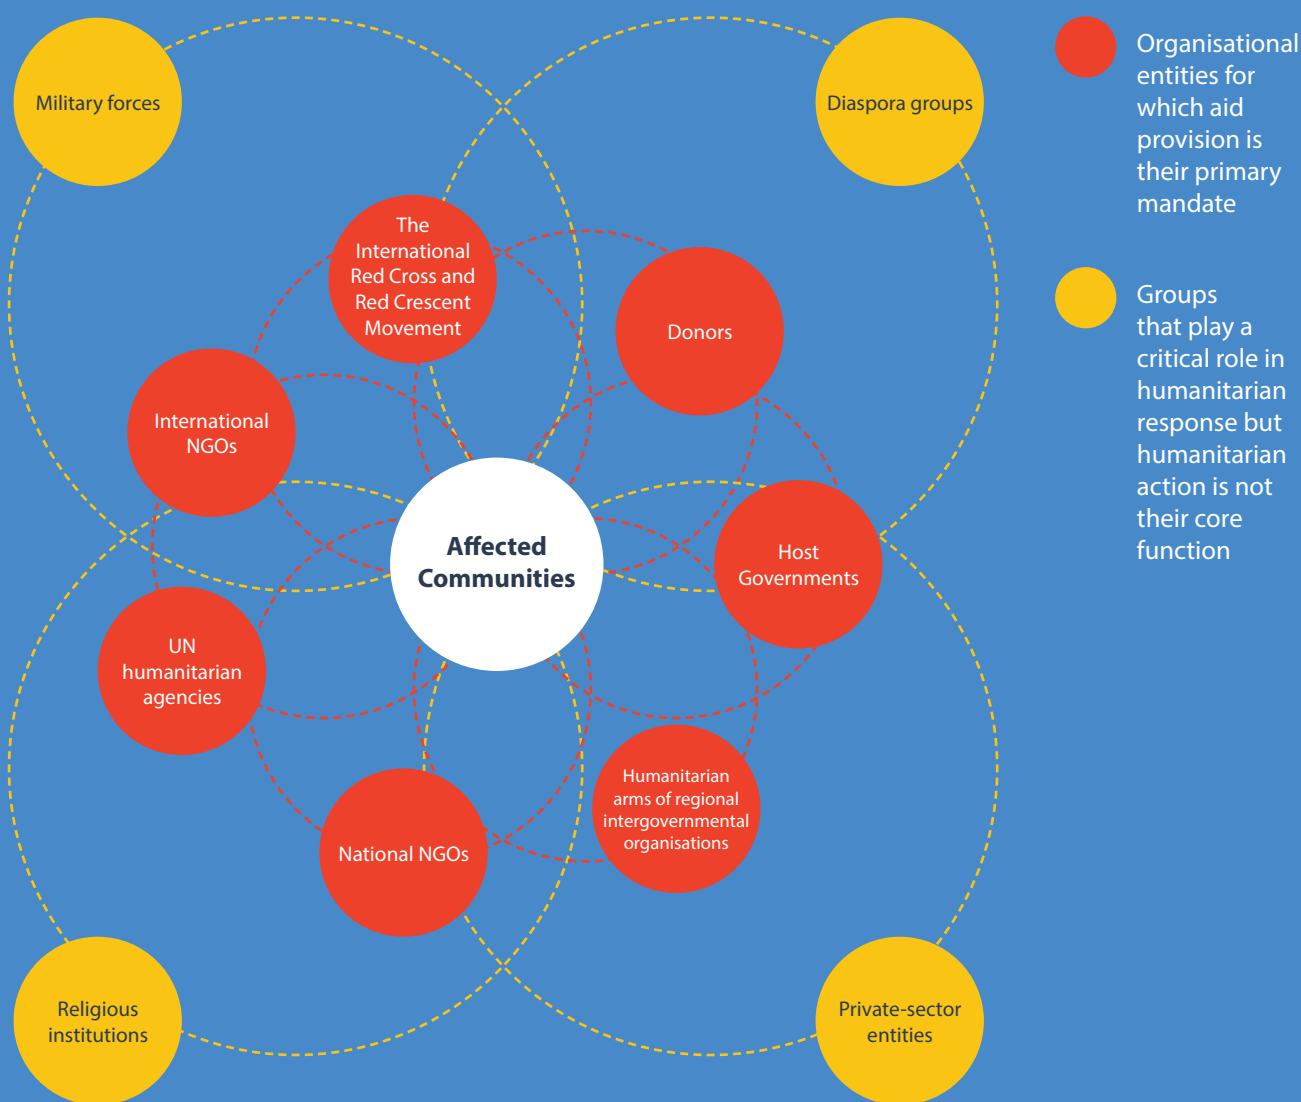 Military forces
Diaspora groups
Organisational
entities for
which aid
provision is
their primary
mandate
The
International
Red Cross and
Red Crescent
Movement
Donors
Groups
that play a
critical role in
humanitarian
response but
humanitarian
action is not
their core
function
International
NGOs
Affected
Communities
Host
Governments
UN
humanitarian
agencies
Humanitarian
arms of regional
intergovernmental
organisations
National NGOs
Religious
institutions
Private-sector
entities